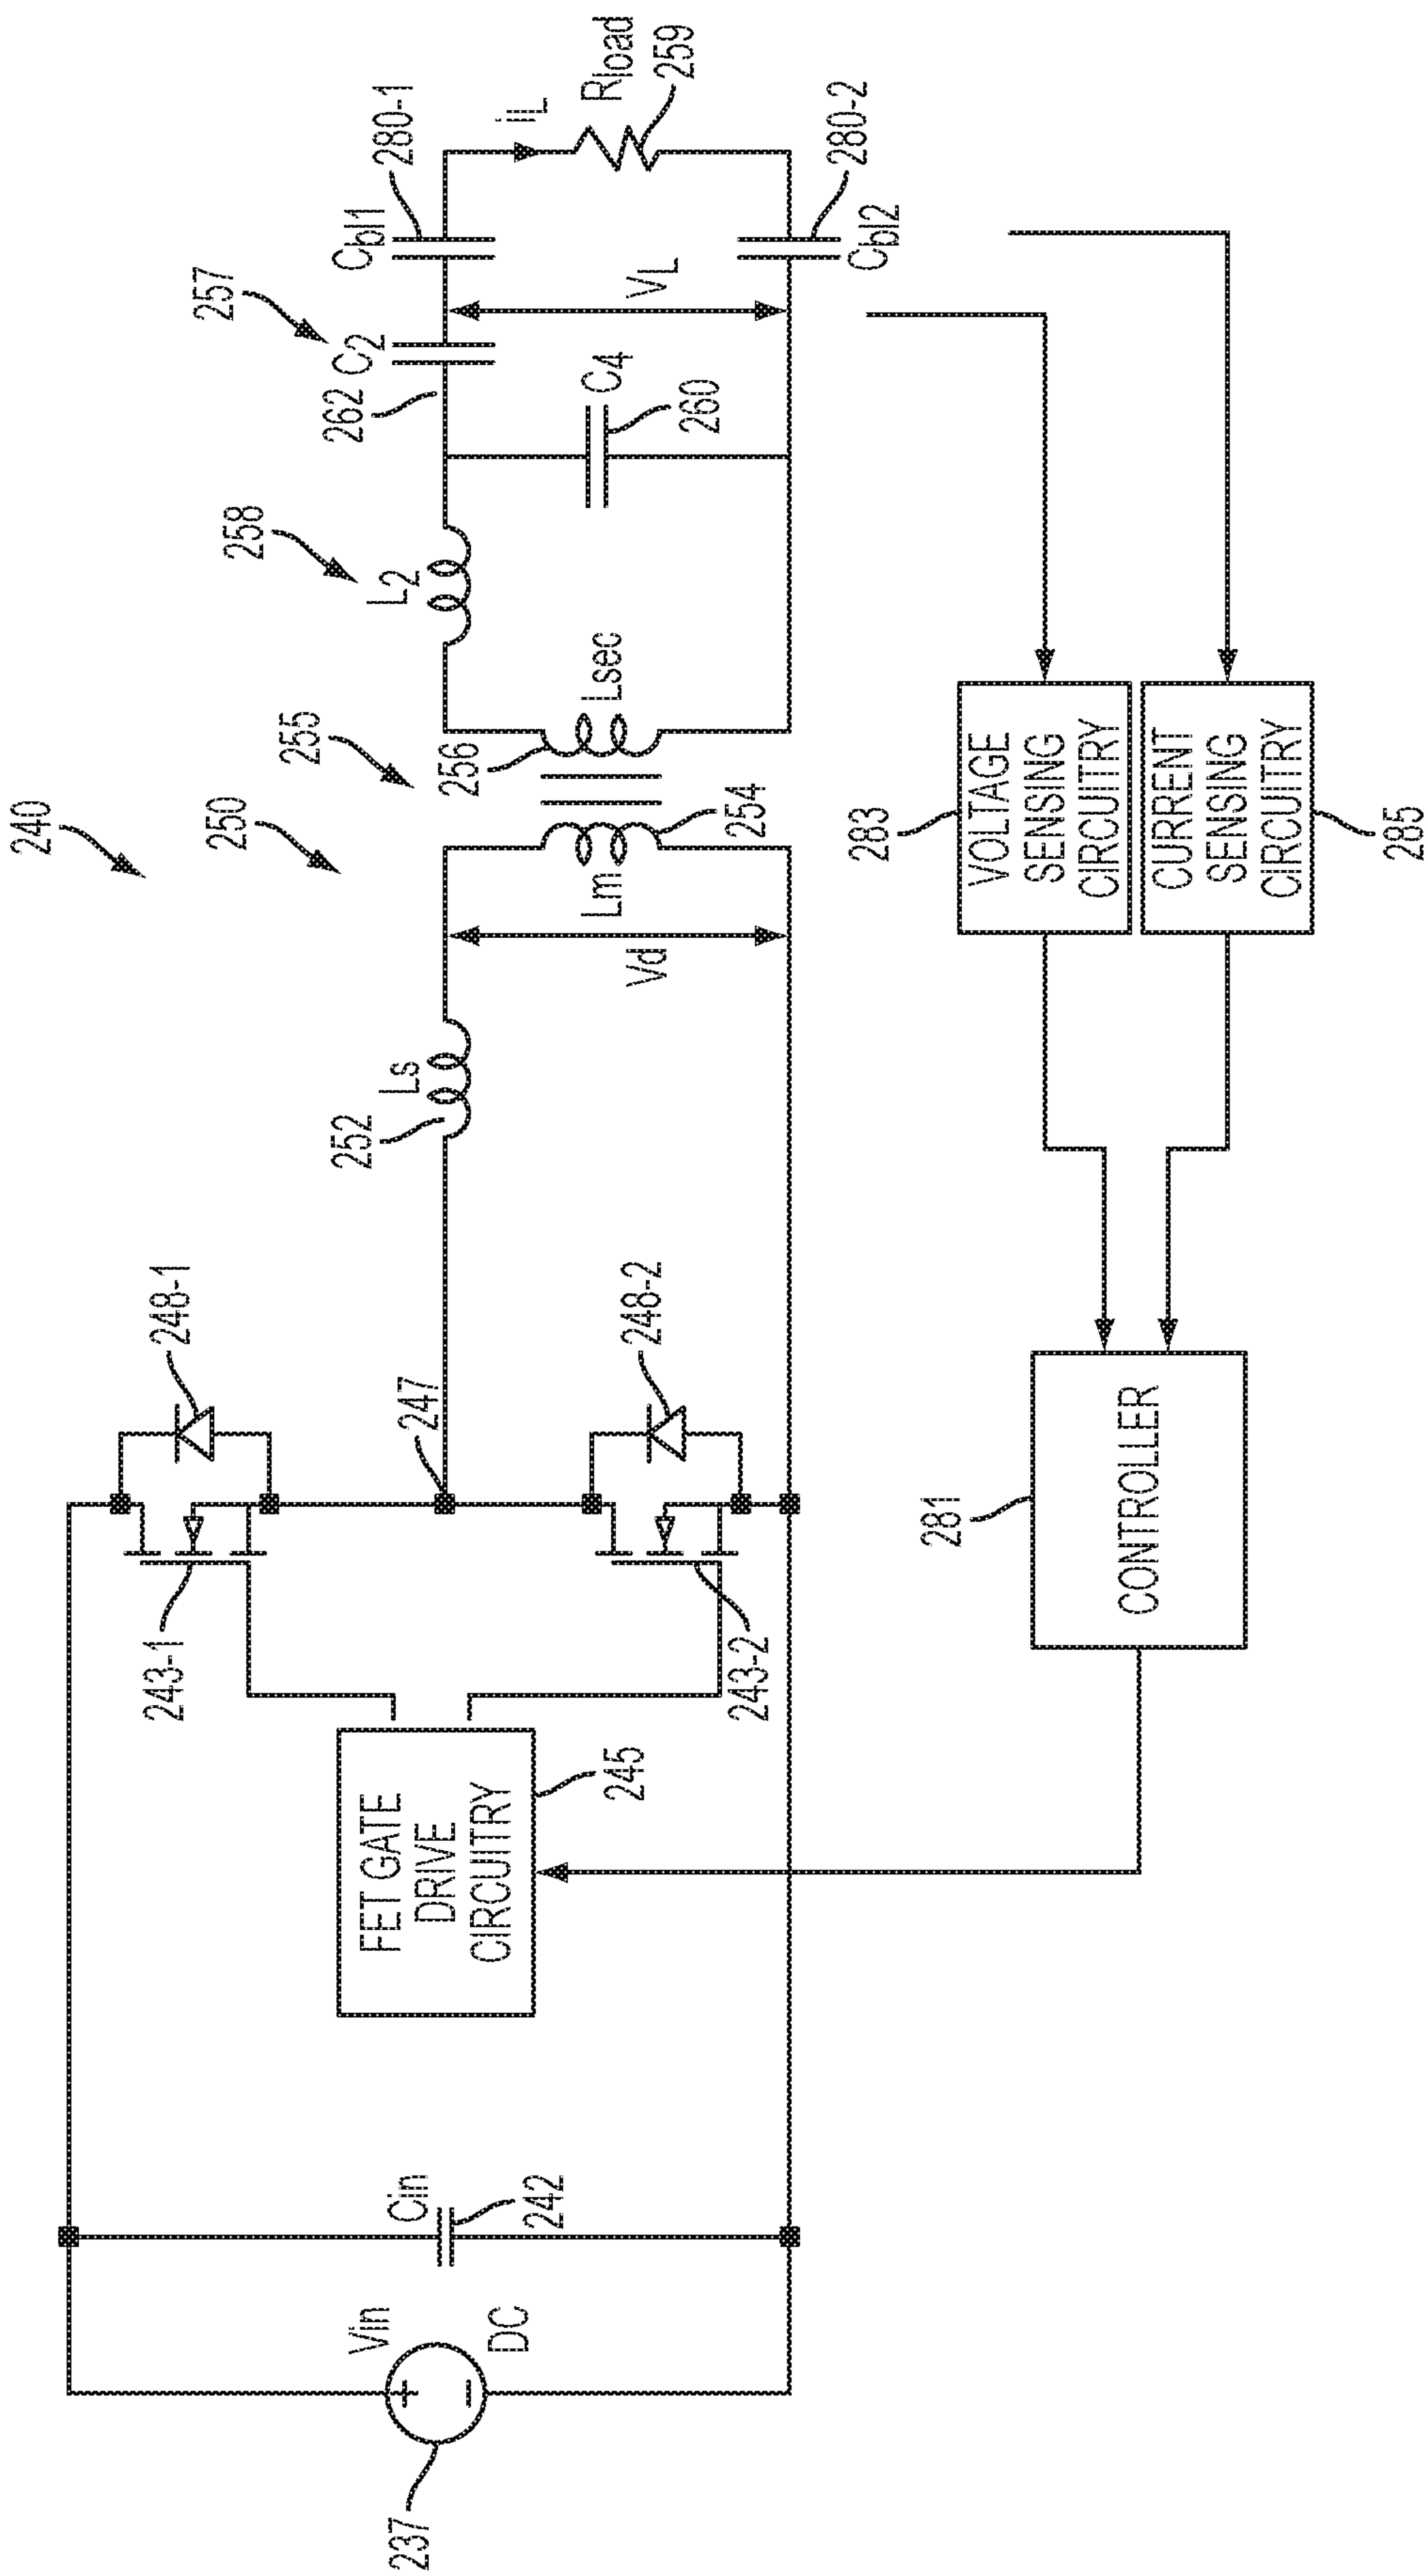 240
250
255
258
257
262
C2
Cbl1
280-1
iL
Rload
259
L2
C4
260
VL
280-2
Cbl2
256
Lsec
Lm
254
Vd
Ls
252
247
248-1
248-2
243-1
243-2
FET GATE
DRIVE
CIRCUITRY
245
Cin
242
Vin
+
−
DC
237
281
CONTROLLER
283
VOLTAGE
SENSING
CIRCUITRY
CURRENT
SENSING
CIRCUITRY
285